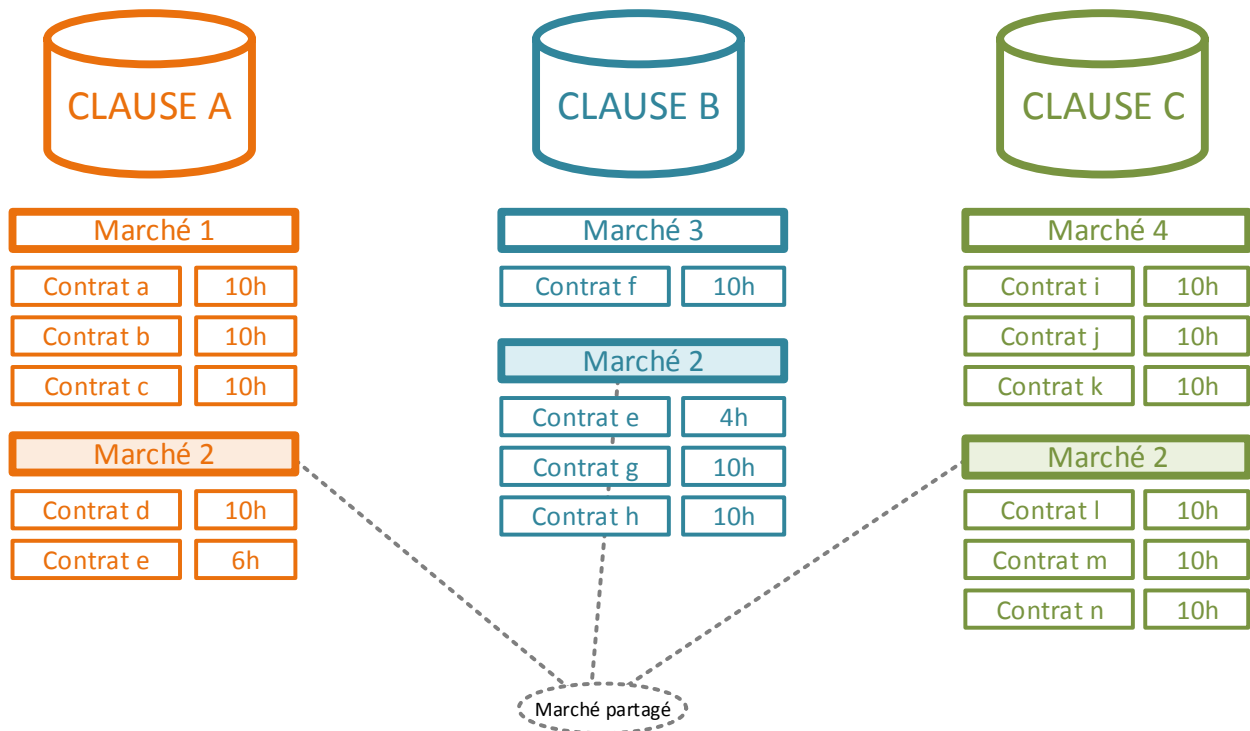 CLAUSE A
CLAUSE B
CLAUSE C
Marché 1
Contrat a 10h
Contrat b 10h
Contrat c 10h
Marché 2
Contrat d 10h
Contrat e 6h
Marché 3
Contrat f 10h
Marché 2
Contrat e 4h
Contrat g 10h
Contrat h 10h
Marché 4
Contrat i 10h
Contrat j 10h
Contrat k 10h
Marché 2
Contrat l 10h
Contrat m 10h
Contrat n 10h
Marché partagé